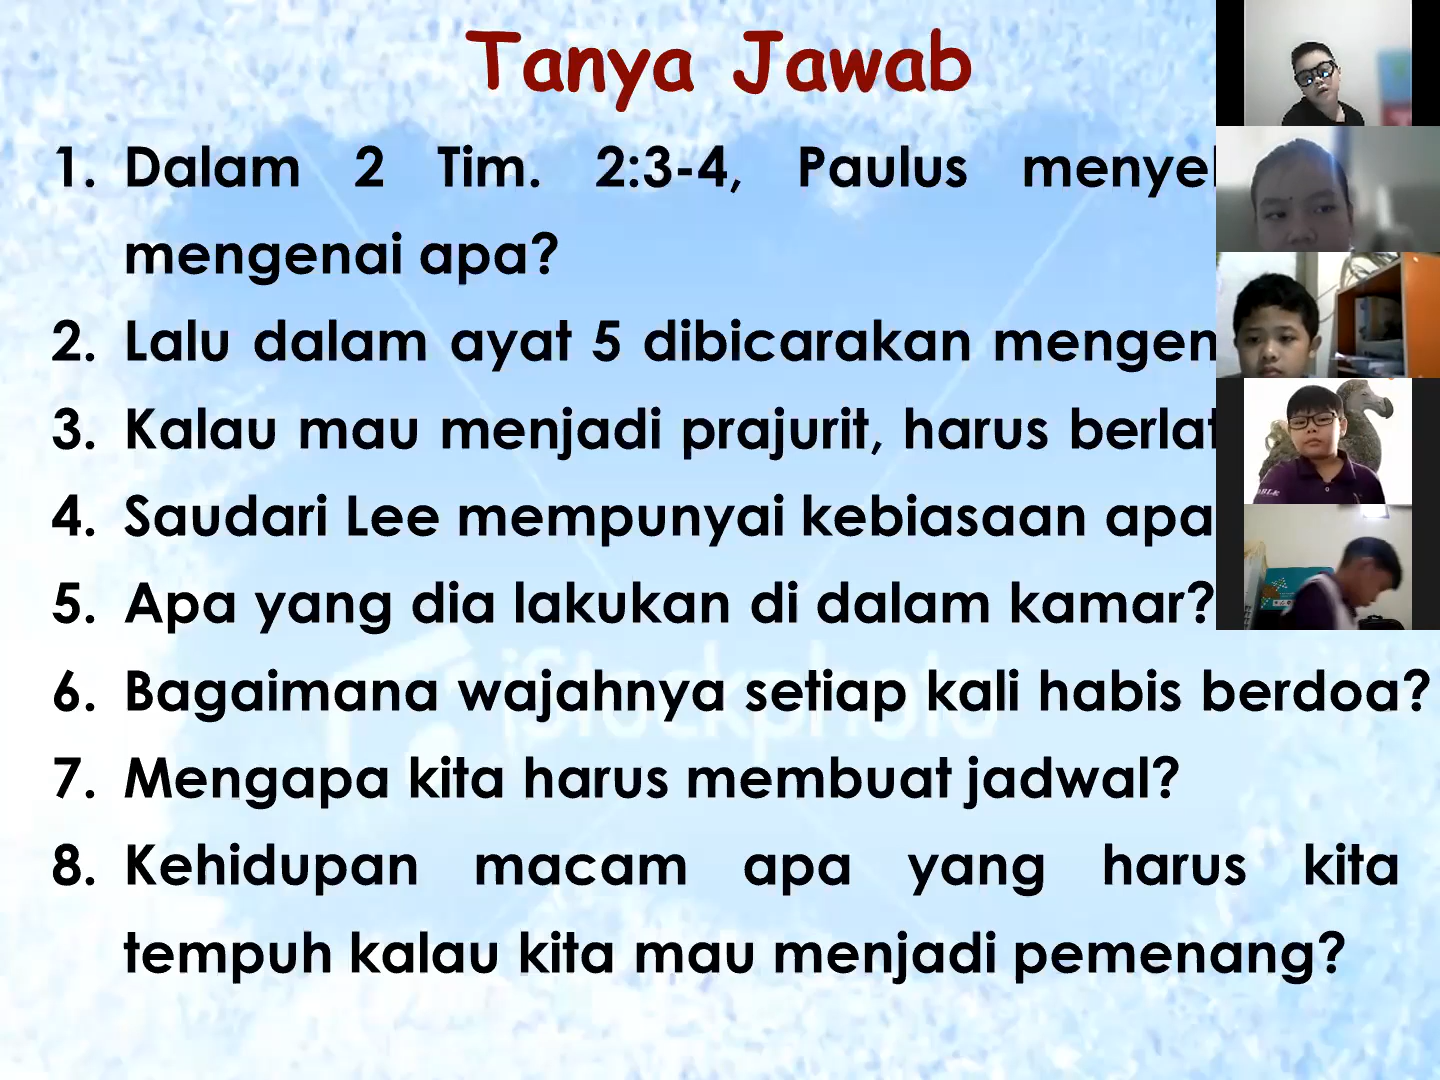 Tanya Jawab
1. Dalam 2 Tim. 2:3-4, Paulus
mengenai apa?
2. Lalu dalam ayat 5 dibicarakan
3. Kalau mau menjadi prajurit, harus
4. Saudari Lee mempunyai kebiasaan apa
5. Apa yang dia lakukan di dalam kamar?
6. Bagaimana wajahnya setiap kali habis berdoa?
7. Mengapa kita harus membuat jadwal?
8. Kehidupan macam apa yang harus kita
tempuh kalau kita mau menjadi pemenang?
iStockphoto